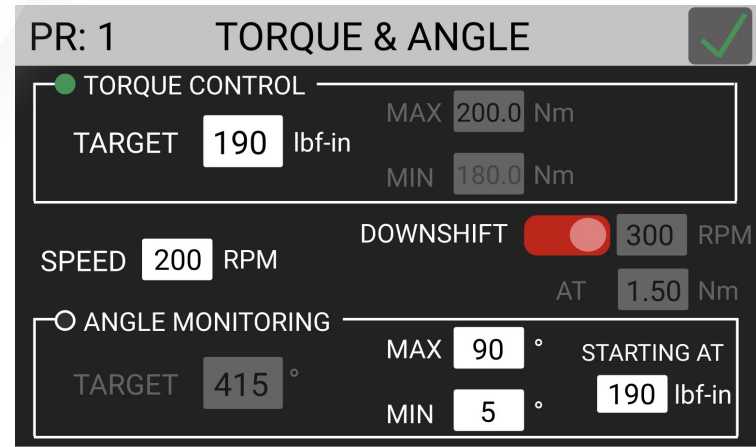 PR: 1 TORQUE & ANGLE
TORQUE CONTROL
TARGET 190 lbf-in
MAX 200.0 Nm
MIN 180.0 Nm
SPEED 200 RPM
DOWNSHIFT 300 RPM
AT 1.50 Nm
ANGLE MONITORING
TARGET 415 °
MAX 90 °
MIN 5 °
STARTING AT
190 lbf-in